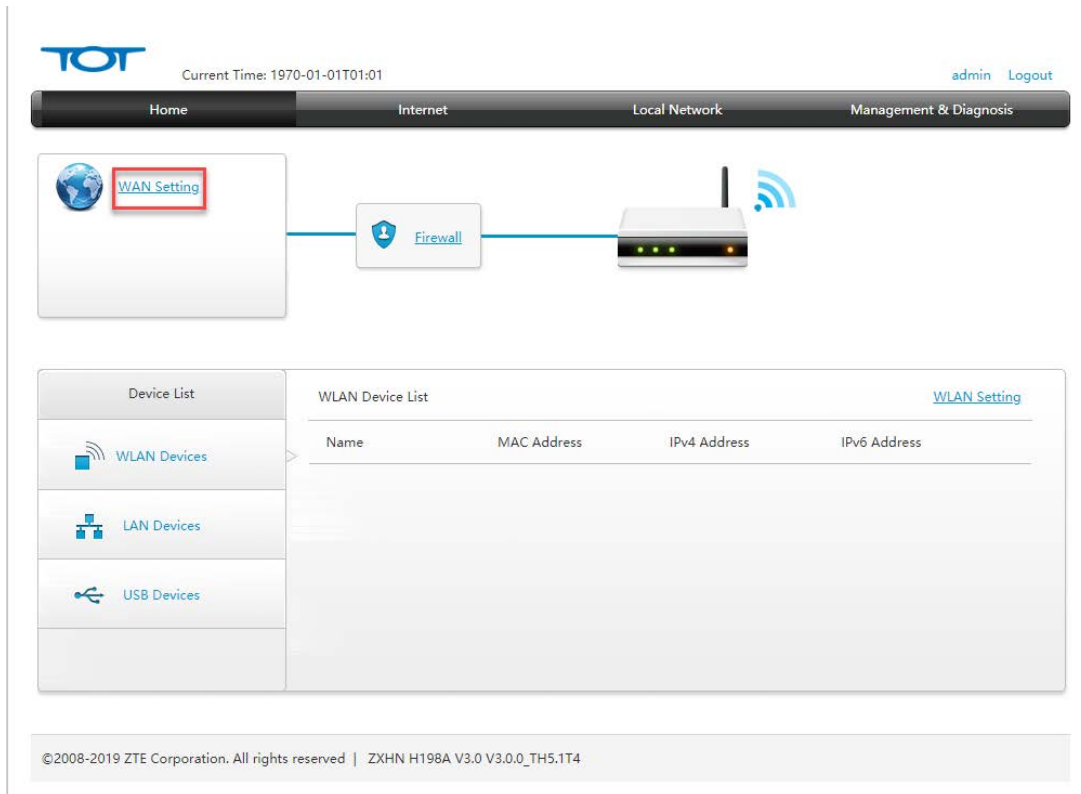 TOT
Current Time: 1970-01-01T01:01
admin Logout
Home Internet Local Network Management & Diagnosis
WAN Setting
Firewall
Device List
WLAN Devices
LAN Devices
USB Devices
WLAN Device List WLAN Setting
Name MAC Address IPv4 Address IPv6 Address
©2008-2019 ZTE Corporation. All rights reserved | ZXHN H198A V3.0 V3.0.0_TH5.1T4